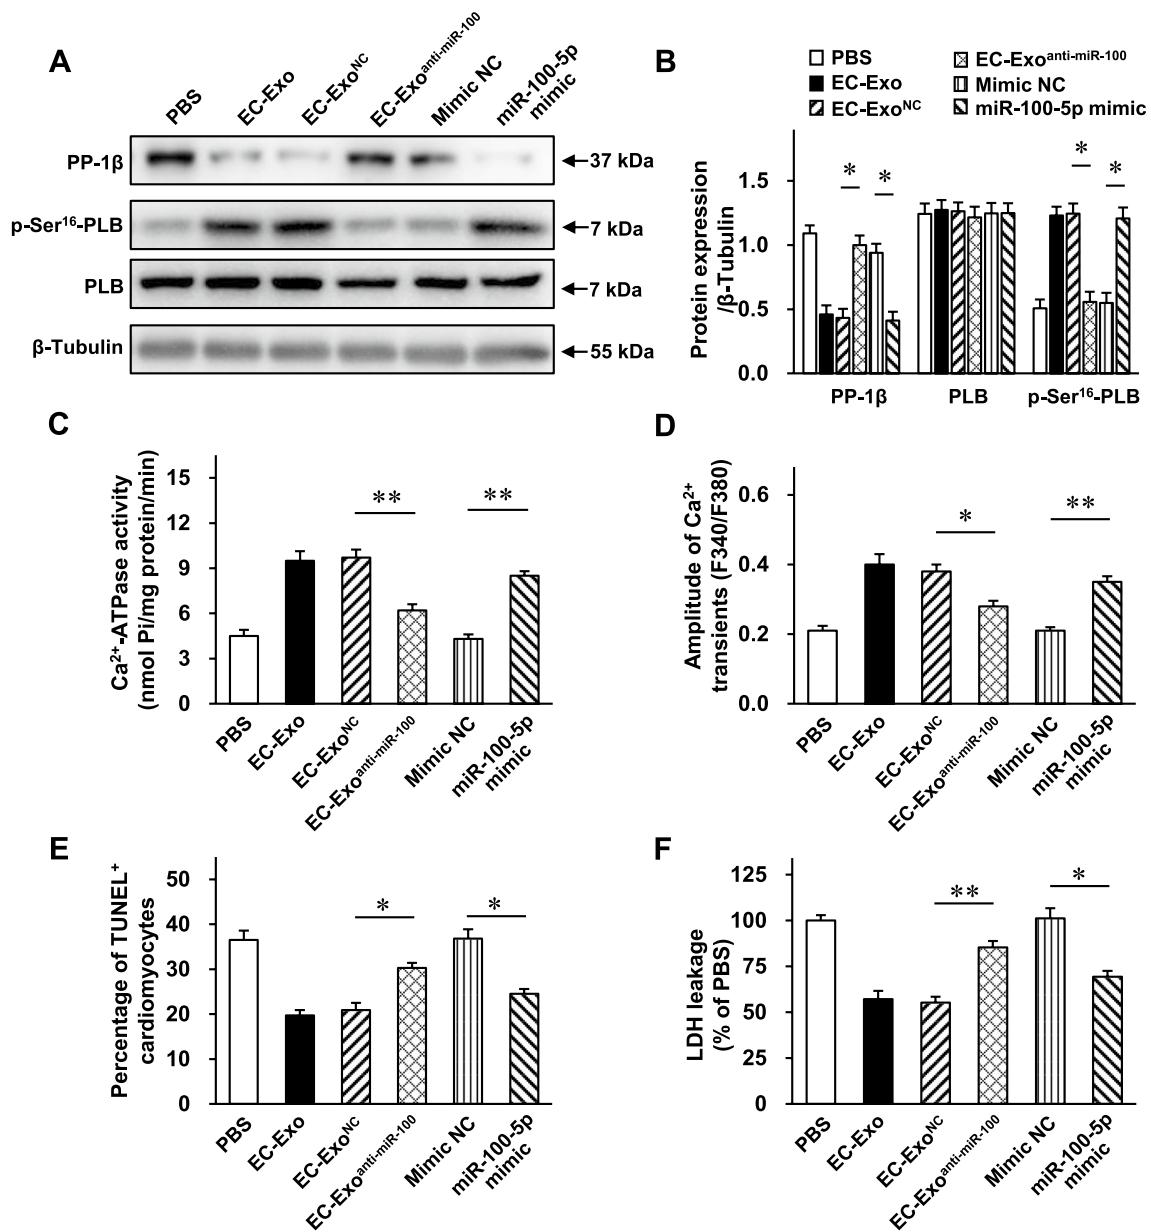 A
PBS
EC-Exo
EC-Exo^NC
EC-Exo^anti-miR-100
Mimic NC
miR-100-5p
mimic
PP-1β
37 kDa
p-Ser¹⁶-PLB
7 kDa
PLB
7 kDa
β-Tubulin
55 kDa
B
PBS
EC-Exo
EC-Exo^NC
EC-Exo^anti-miR-100
Mimic NC
miR-100-5p mimic
Protein expression
/β-Tubulin
1.5
1.0
0.5
0.0
*
*
*
*
PP-1β
PLB
p-Ser¹⁶-PLB
C
Ca²⁺-ATPase activity
(nmol Pi/mg protein/min)
15
12
9
6
3
0
**
**
PBS
EC-Exo
EC-Exo^NC
EC-Exo^anti-miR-100
Mimic NC
miR-100-5p
mimic
D
Amplitude of Ca²⁺
transients (F340/F380)
0.6
0.4
0.2
0.0
*
**
PBS
EC-Exo
EC-Exo^NC
EC-Exo^anti-miR-100
Mimic NC
miR-100-5p
mimic
E
Percentage of TUNEL⁺
cardiomyocytes
50
40
30
20
10
0
*
*
PBS
EC-Exo
EC-Exo^NC
EC-Exo^anti-miR-100
Mimic NC
miR-100-5p
mimic
F
LDH leakage
(% of PBS)
125
100
75
50
25
0
**
*
PBS
EC-Exo
EC-Exo^NC
EC-Exo^anti-miR-100
Mimic NC
miR-100-5p
mimic